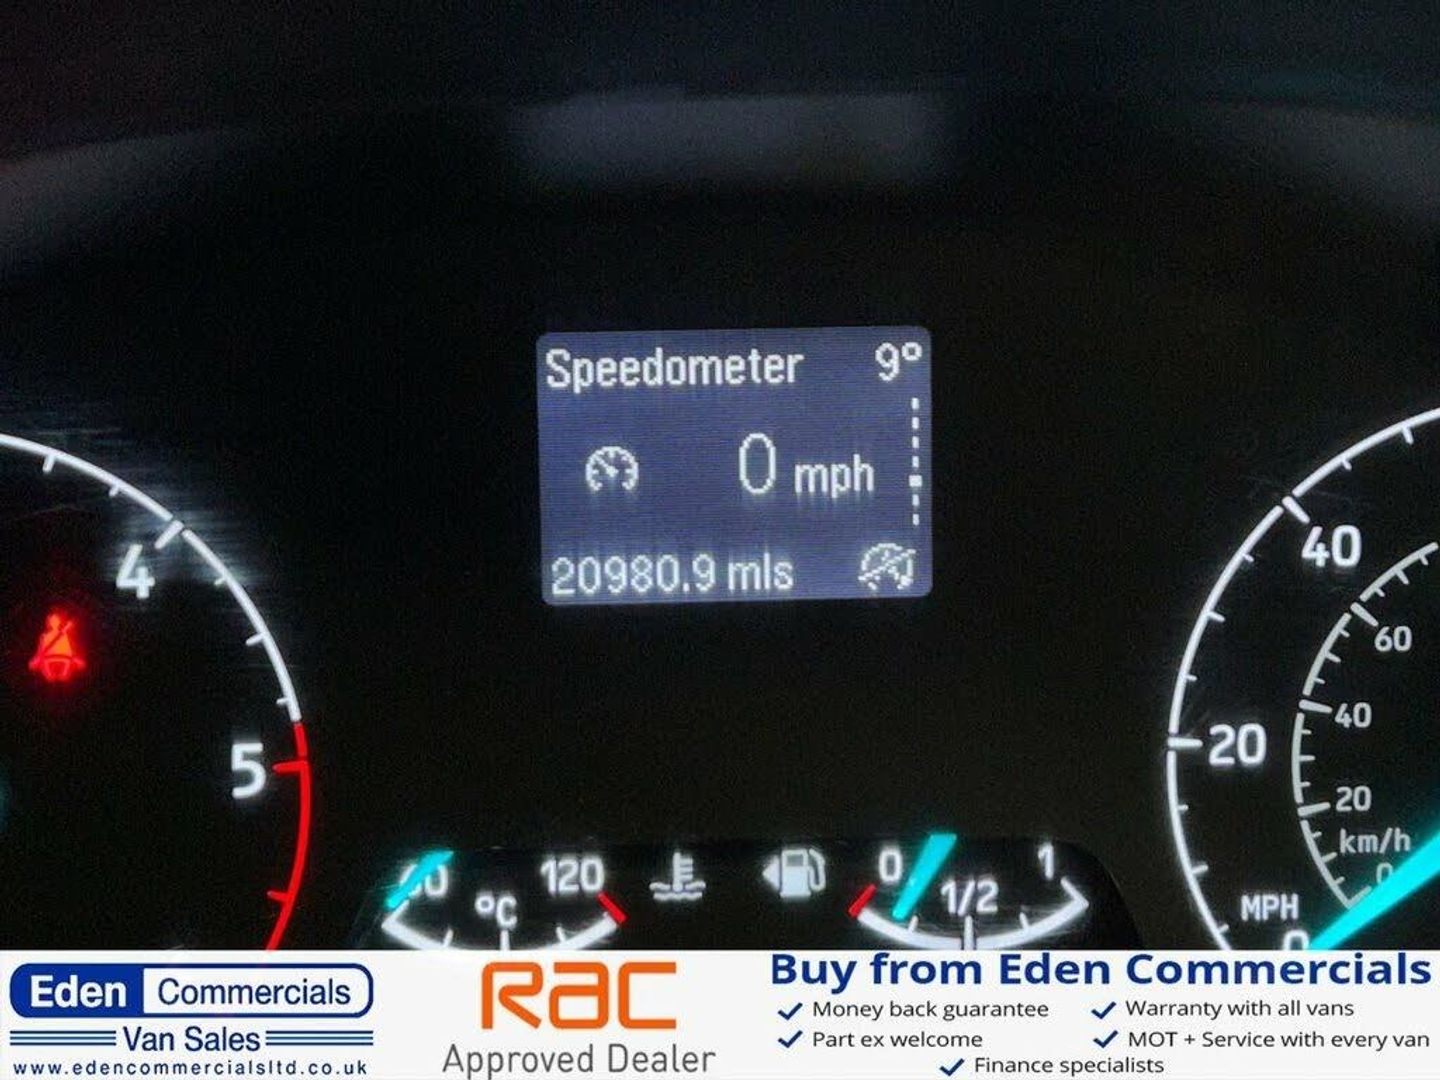 Speedometer 9°
0 mph
20980.9 mls
4
5
40
20
MPH
0
60
40
20
km/h
0
120
°C
0
1/2
1
Eden Commercials
Van Sales
www.edencommercialsltd.co.uk
RAC
Approved Dealer
Buy from Eden Commercials
Money back guarantee
Warranty with all vans
Part ex welcome
MOT + Service with every van
Finance specialists